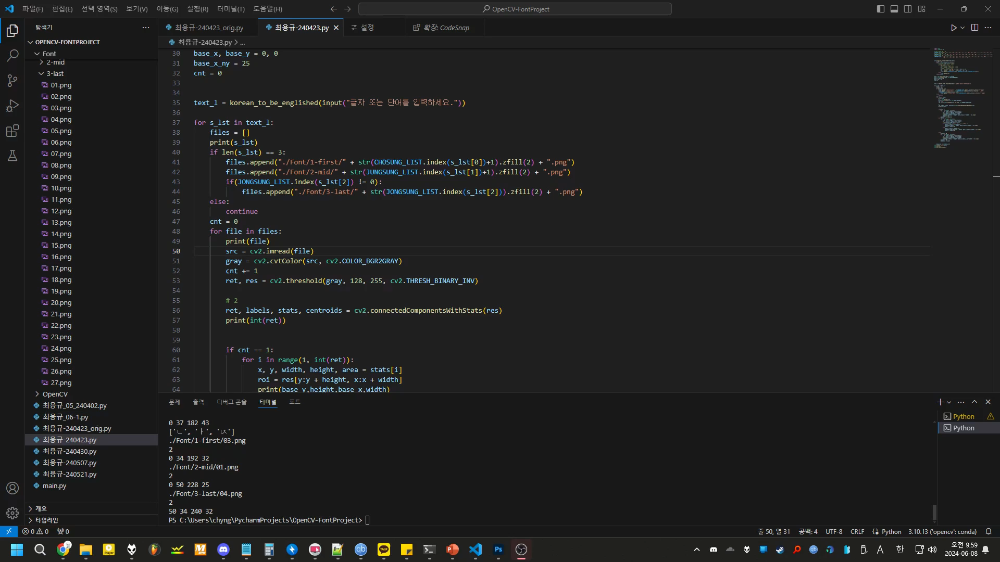 파일(F) 편집(E) 선택 영역(S) 보기(V) 이동(G) 실행(R) 터미널(T) 도움말(H)
OpenCV-FontProject
탐색기
최용규-240423_orig.py
최용규-240423.py
설정
확장: CodeSnap
OPENCV-FONTPROJECT
최용규-240423.py > ...
Font
2-mid
3-last
01.png
02.png
03.png
04.png
05.png
06.png
07.png
08.png
09.png
10.png
11.png
12.png
13.png
14.png
15.png
16.png
17.png
18.png
19.png
20.png
21.png
22.png
23.png
24.png
25.png
26.png
27.png
OpenCV
최용규_05_240402.py
최용규_06-1.py
최용규-240423_orig.py
최용규-240423.py
최용규-240430.py
최용규-240507.py
최용규-240521.py
main.py
개요
타임라인
30 base_x, base_y = 0, 0
31 base_x_ny = 25
32 cnt = 0
33
34
35 text_l = korean_to_be_englished(input("글자 또는 단어를 입력하세요."))
36
37 for s_lst in text_l:
38 files = []
39 print(s_lst)
40 if len(s_lst) == 3:
41 files.append("./Font/1-first/" + str(CHOSUNG_LIST.index(s_lst[0])+1).zfill(2) + ".png")
42 files.append("./Font/2-mid/" + str(JUNGSUNG_LIST.index(s_lst[1])+1).zfill(2) + ".png")
43 if(JONGSUNG_LIST.index(s_lst[2]) != 0):
44 files.append("./Font/3-last/" + str(JONGSUNG_LIST.index(s_lst[2])).zfill(2) + ".png")
45 else:
46 continue
47 cnt = 0
48 for file in files:
49 print(file)
50 src = cv2.imread(file)
51 gray = cv2.cvtColor(src, cv2.COLOR_BGR2GRAY)
52 cnt += 1
53 ret, res = cv2.threshold(gray, 128, 255, cv2.THRESH_BINARY_INV)
54
55 # 2
56 ret, labels, stats, centroids = cv2.connectedComponentsWithStats(res)
57 print(int(ret))
58
59
60 if cnt == 1:
61 for i in range(1, int(ret)):
62 x, y, width, height, area = stats[i]
63 roi = res[y:y + height, x:x + width]
64 print(base_y,height,base_x,width)
문제 출력 디버그 콘솔 터미널 포트
0 37 182 43
['ㄴ', 'ㅏ', 'ㄵ']
./Font/1-first/03.png
2
0 34 192 32
./Font/2-mid/01.png
2
0 50 228 25
./Font/3-last/04.png
2
50 34 240 32
PS C:\Users\chyng\PycharmProjects\OpenCV-FontProject>
Python
Python
0 0 0
줄 50, 열 31 공백: 4 UTF-8 CRLF Python 3.10.13 ('opencv': conda)
Player
M
qb
TALK
P
Ps
A 한
오전 9:59
2024-06-08